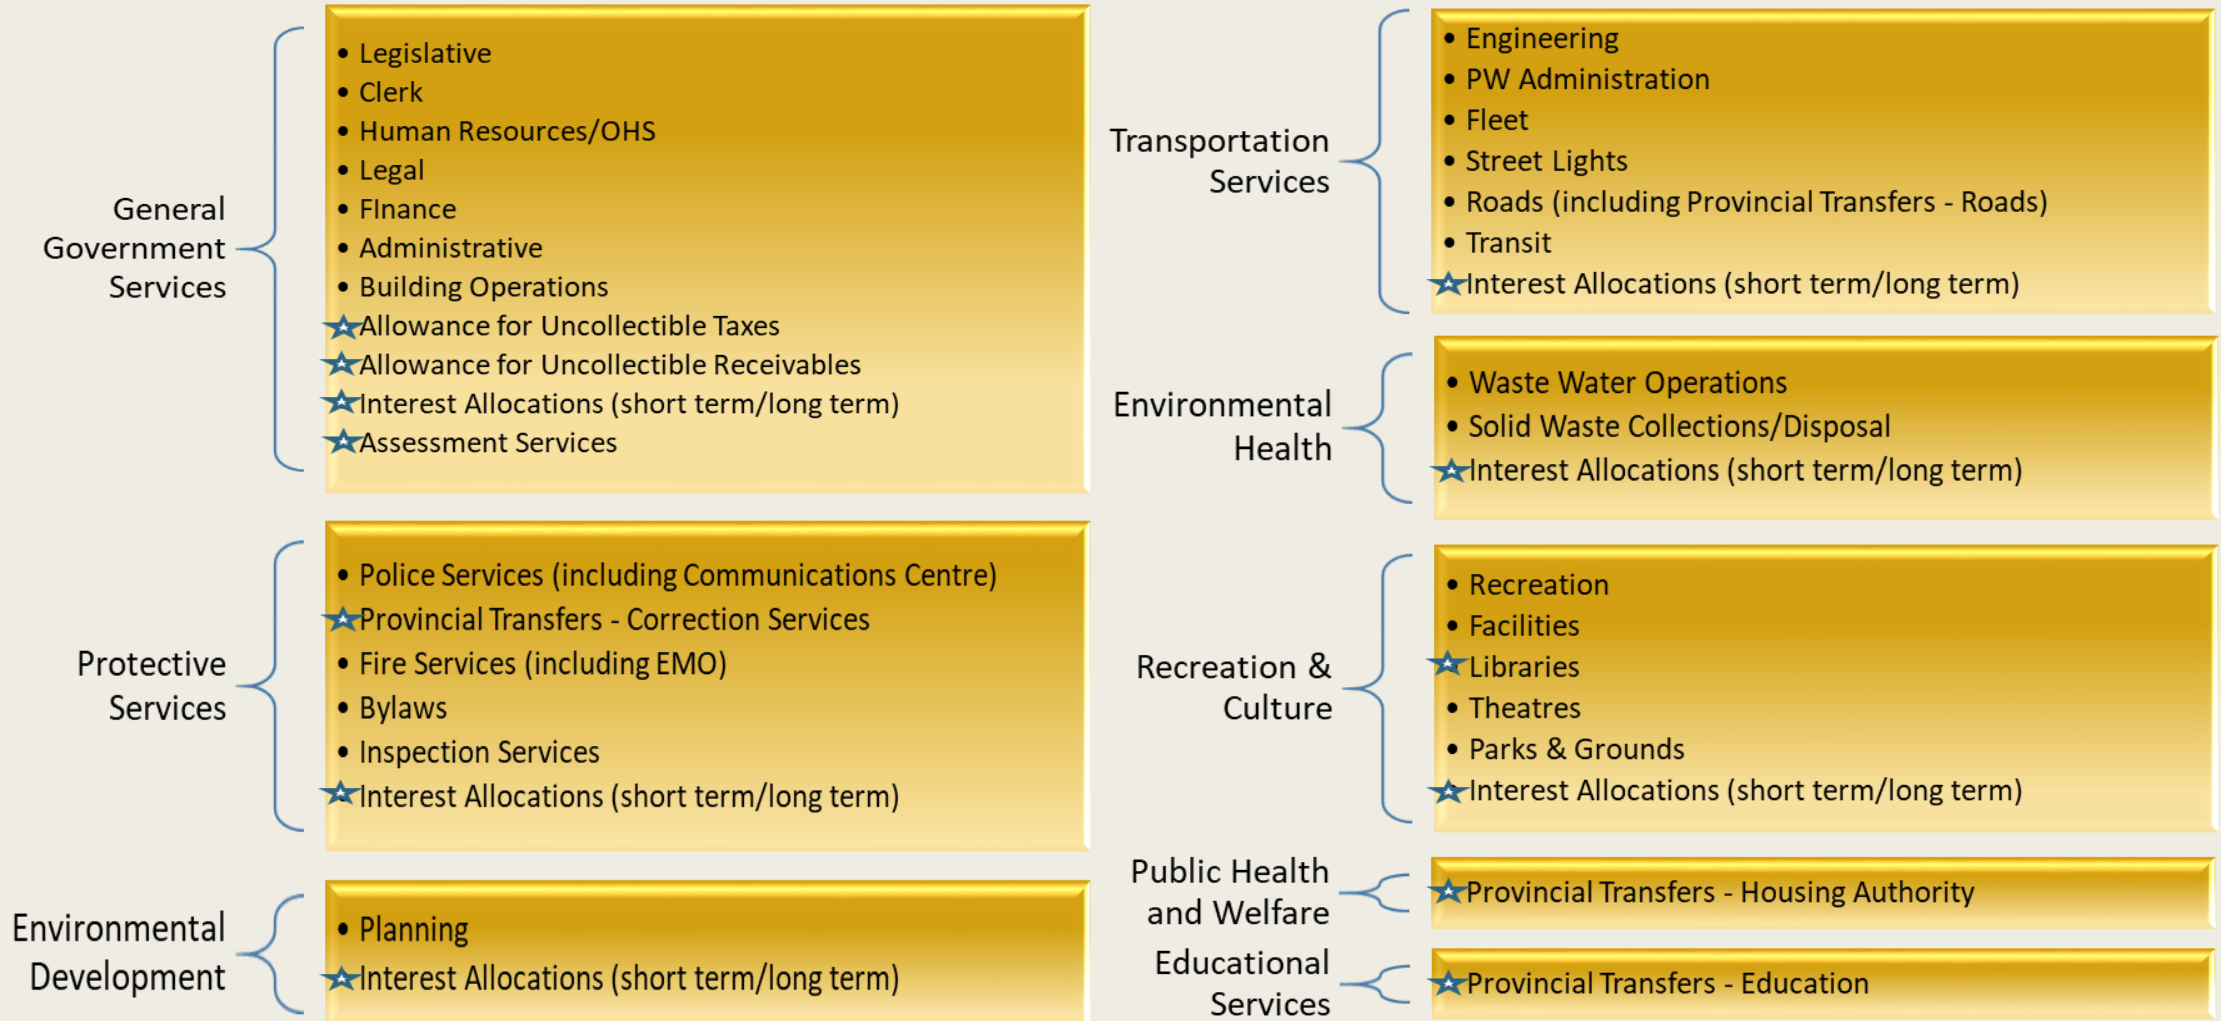 General
Government
Services
• Legislative
• Clerk
• Human Resources/OHS
• Legal
• FInance
• Administrative
• Building Operations
Allowance for Uncollectible Taxes
Allowance for Uncollectible Receivables
Interest Allocations (short term/long term)
Assessment Services
Protective
Services
• Police Services (including Communications Centre)
Provincial Transfers - Correction Services
• Fire Services (including EMO)
• Bylaws
• Inspection Services
Interest Allocations (short term/long term)
Environmental
Development
• Planning
Interest Allocations (short term/long term)
Transportation
Services
• Engineering
• PW Administration
• Fleet
• Street Lights
• Roads (including Provincial Transfers - Roads)
• Transit
Interest Allocations (short term/long term)
Environmental
Health
• Waste Water Operations
• Solid Waste Collections/Disposal
Interest Allocations (short term/long term)
Recreation &
Culture
• Recreation
• Facilities
Libraries
• Theatres
• Parks & Grounds
Interest Allocations (short term/long term)
Public Health
and Welfare
Provincial Transfers - Housing Authority
Educational
Services
Provincial Transfers - Education